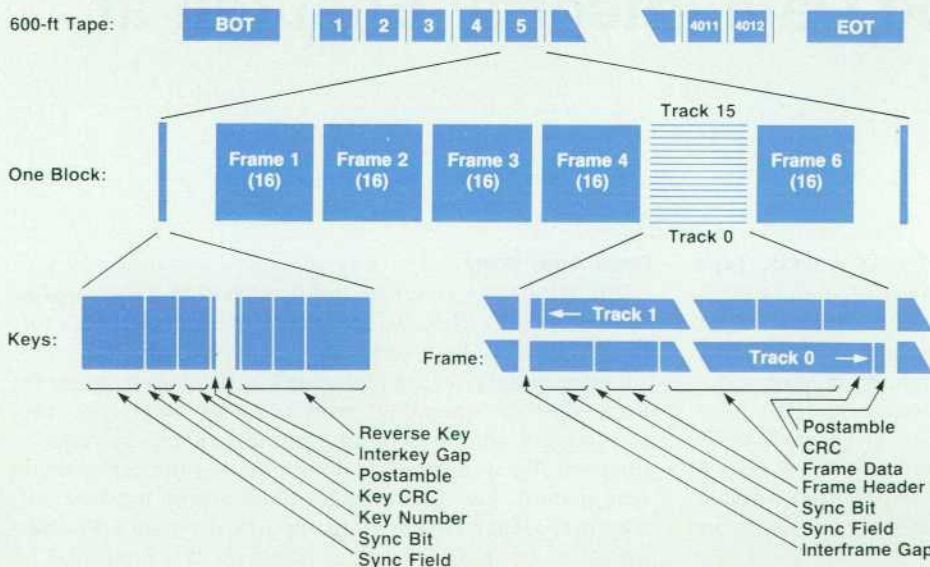 600-ft Tape: BOT 1 2 3 4 5 4011 4012 EOT
Track 15
One Block: Frame 1 (16) Frame 2 (16) Frame 3 (16) Frame 4 (16) Frame 6 (16)
Track 0
Keys:
Reverse Key
Interkey Gap
Postamble
Key CRC
Key Number
Sync Bit
Sync Field
Frame:
Track 1
Track 0
Postamble
CRC
Frame Data
Frame Header
Sync Bit
Sync Field
Interframe Gap